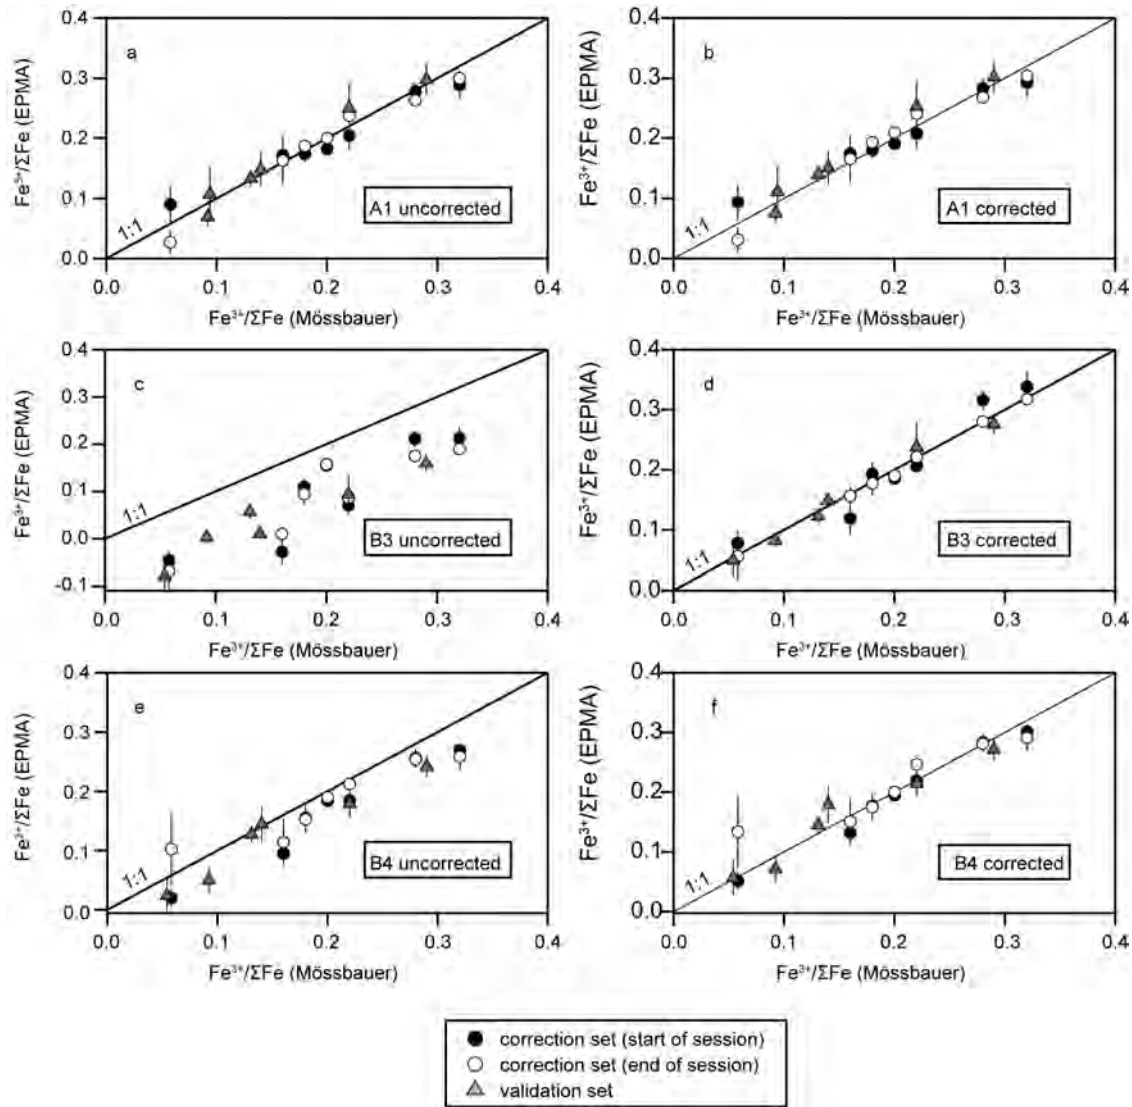 a
Fe³⁺/ΣFe (EPMA)
0.4
0.3
0.2
0.1
0.0
1:1
A1 uncorrected
0.0 0.1 0.2 0.3 0.4
Fe³⁺/ΣFe (Mössbauer)
b
Fe³⁺/ΣFe (EPMA)
0.4
0.3
0.2
0.1
0.0
1:1
A1 corrected
0.0 0.1 0.2 0.3 0.4
Fe³⁺/ΣFe (Mössbauer)
c
Fe³⁺/ΣFe (EPMA)
0.4
0.3
0.2
0.1
0.0
-0.1
1:1
B3 uncorrected
0.0 0.1 0.2 0.3 0.4
Fe³⁺/ΣFe (Mössbauer)
d
Fe³⁺/ΣFe (EPMA)
0.4
0.3
0.2
0.1
0.0
1:1
B3 corrected
0.0 0.1 0.2 0.3 0.4
Fe³⁺/ΣFe (Mössbauer)
e
Fe³⁺/ΣFe (EPMA)
0.4
0.3
0.2
0.1
0.0
1:1
B4 uncorrected
0.0 0.1 0.2 0.3 0.4
Fe³⁺/ΣFe (Mössbauer)
f
Fe³⁺/ΣFe (EPMA)
0.4
0.3
0.2
0.1
0.0
1:1
B4 corrected
0.0 0.1 0.2 0.3 0.4
Fe³⁺/ΣFe (Mössbauer)
correction set (start of session)
correction set (end of session)
validation set